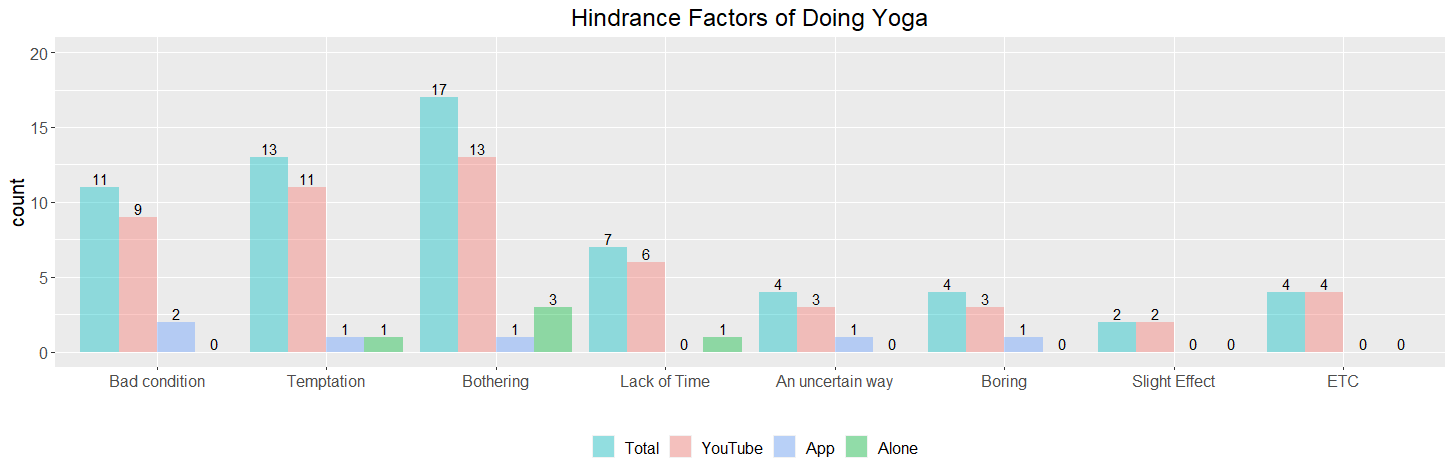 Hindrance Factors of Doing Yoga
count
20
15
10
5
0
11 9 2 0
13 11 1 1
17 13 1 3
7 6 0 1
4 3 1 0
4 3 1 0
2 2 0 0
4 4 0 0
Bad condition Temptation Bothering Lack of Time An uncertain way Boring Slight Effect ETC
Total YouTube App Alone